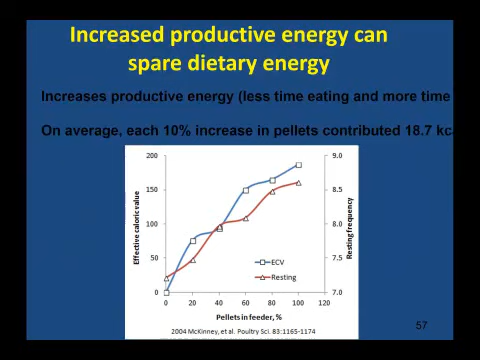 Increased productive energy can
spare dietary energy
Increases productive energy (less time eating and more time
On average, each 10% increase in pellets contributed 18.7 kc
200
150
100
50
0
9.0
8.5
8.0
7.5
7.0
Effective caloric value
Resting frequency
ECV
Resting
0 20 40 60 80 100 120
Pellets in feeder, %
2004 McKinney, et al. Poultry Sci. 83:1165-1174
57